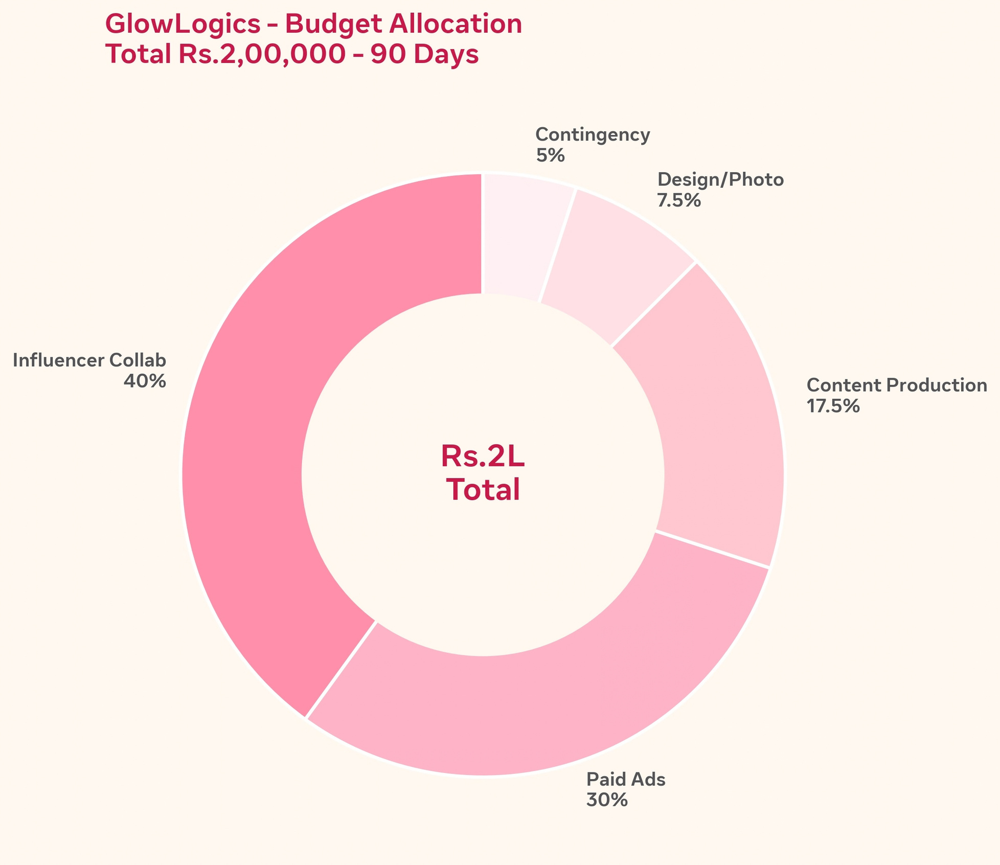 GlowLogics - Budget Allocation
Total Rs.2,00,000 - 90 Days
Contingency
5%
Design/Photo
7.5%
Influencer Collab
40%
Content Production
17.5%
Rs.2L
Total
Paid Ads
30%